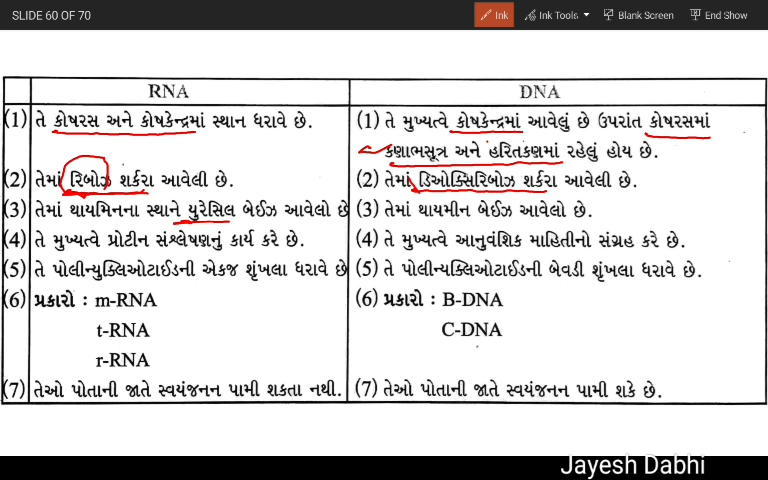 SLIDE 60 OF 70
Ink
Ink Tools
Blank Screen
End Show
RNA
DNA
(1) તે કોષરસ અને કોષકેન્દ્રમાં સ્થાન ધરાવે છે.
(1) તે મુખ્યત્વે કોષકેન્દ્રમાં આવેલું છે ઉપરાંત કોષરસમાં
કણાભસૂત્ર અને હરિતકણમાં રહેલું હોય છે.
(2) તેમાં રિબોઝ શર્કરા આવેલી છે.
(2) તેમાં ડિઓક્સિરિબોઝ શર્કરા આવેલી છે.
(3) તેમાં થાયમિનના સ્થાને યુરેસિલ બેઈઝ આવેલો છે
(3) તેમાં થાયમીન બેઈઝ આવેલો છે.
(4) તે મુખ્યત્વે પ્રોટીન સંશ્લેષણનું કાર્ય કરે છે.
(4) તે મુખ્યત્વે આનુવંશિક માહિતીનો સંગ્રહ કરે છે.
(5) તે પોલીન્યુક્લિઓટાઈડની એકજ શૃંખલા ધરાવે છે
(5) તે પોલીન્યક્લિઓટાઈડની બેવડી શૃંખલા ધરાવે છે.
(6) પ્રકારો : m-RNA
t-RNA
r-RNA
(6) પ્રકારો : B-DNA
C-DNA
(7) તેઓ પોતાની જાતે સ્વયંજનન પામી શકતા નથી.
(7) તેઓ પોતાની જાતે સ્વયંજનન પામી શકે છે.
Jayesh Dabhi